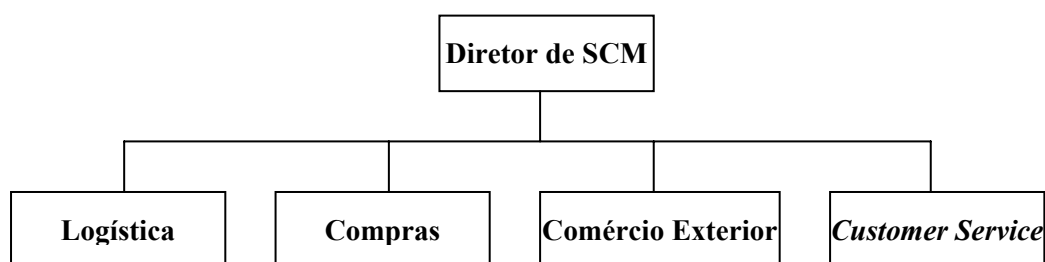 Diretor de SCM
Logística
Compras
Comércio Exterior
Customer Service